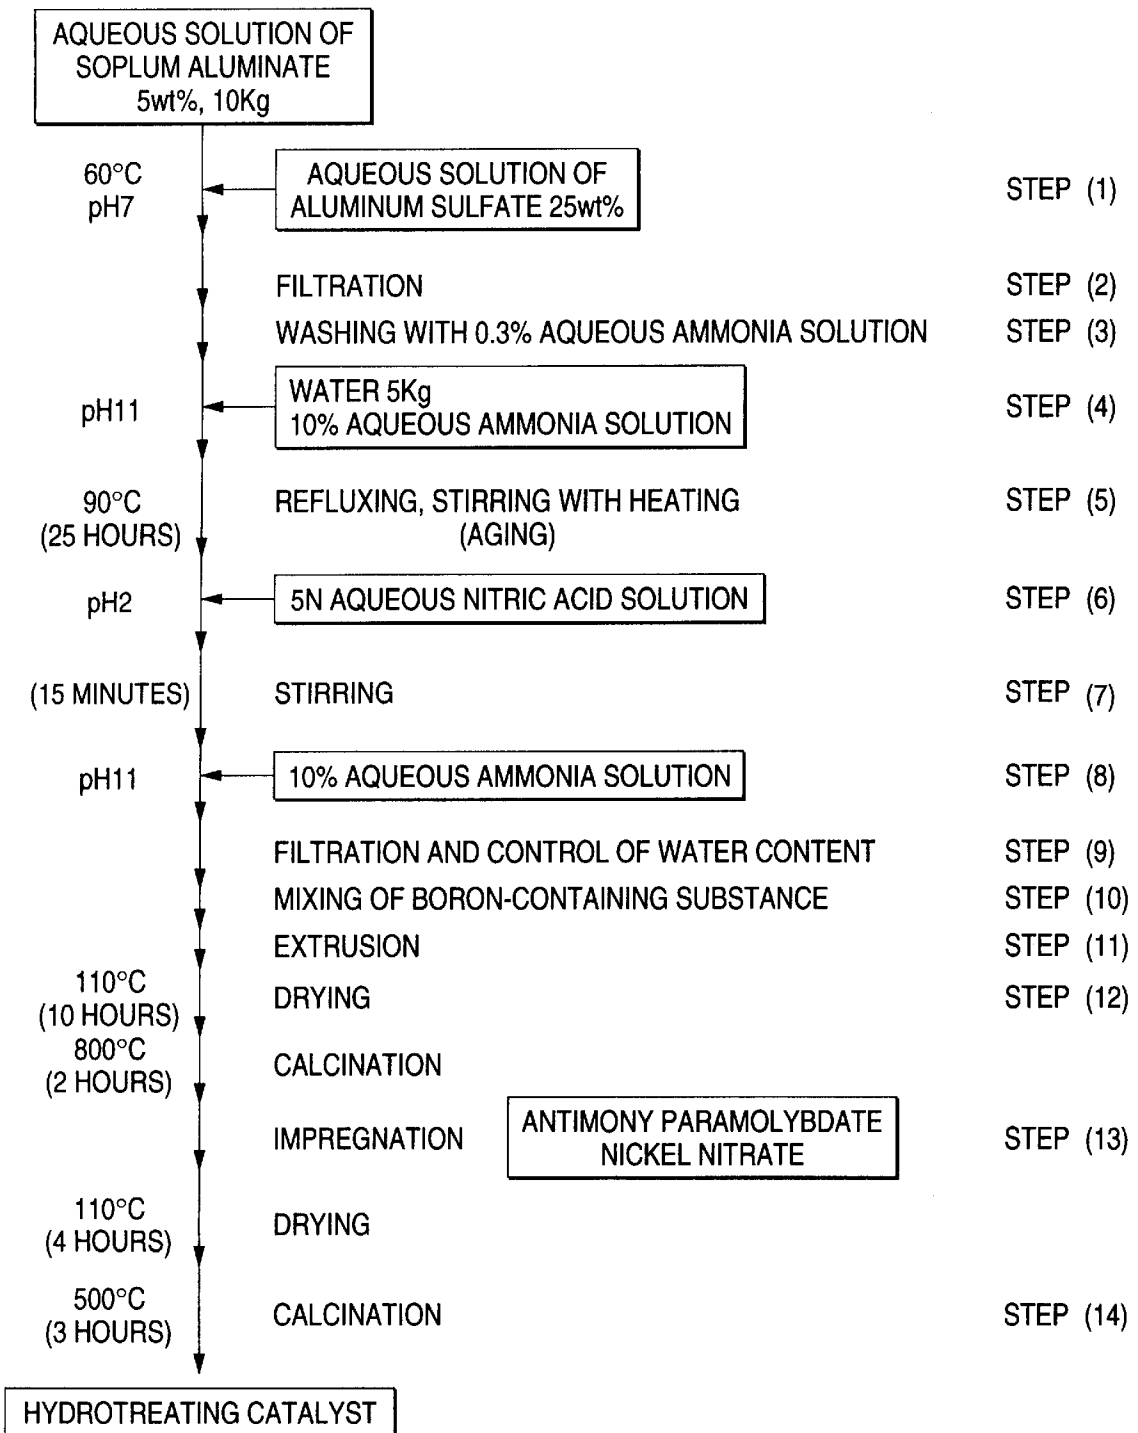 AQUEOUS SOLUTION OF
SOPLUM ALUMINATE
5wt%, 10Kg
60°C
pH7
AQUEOUS SOLUTION OF
ALUMINUM SULFATE 25wt%
STEP (1)
FILTRATION STEP (2)
WASHING WITH 0.3% AQUEOUS AMMONIA SOLUTION STEP (3)
pH11
WATER 5Kg
10% AQUEOUS AMMONIA SOLUTION
STEP (4)
90°C
(25 HOURS)
REFLUXING, STIRRING WITH HEATING
(AGING)
STEP (5)
pH2 5N AQUEOUS NITRIC ACID SOLUTION STEP (6)
(15 MINUTES) STIRRING STEP (7)
pH11 10% AQUEOUS AMMONIA SOLUTION STEP (8)
FILTRATION AND CONTROL OF WATER CONTENT STEP (9)
MIXING OF BORON-CONTAINING SUBSTANCE STEP (10)
EXTRUSION STEP (11)
110°C
(10 HOURS)
DRYING STEP (12)
800°C
(2 HOURS)
CALCINATION
IMPREGNATION
ANTIMONY PARAMOLYBDATE
NICKEL NITRATE
STEP (13)
110°C
(4 HOURS)
DRYING
500°C
(3 HOURS)
CALCINATION STEP (14)
HYDROTREATING CATALYST